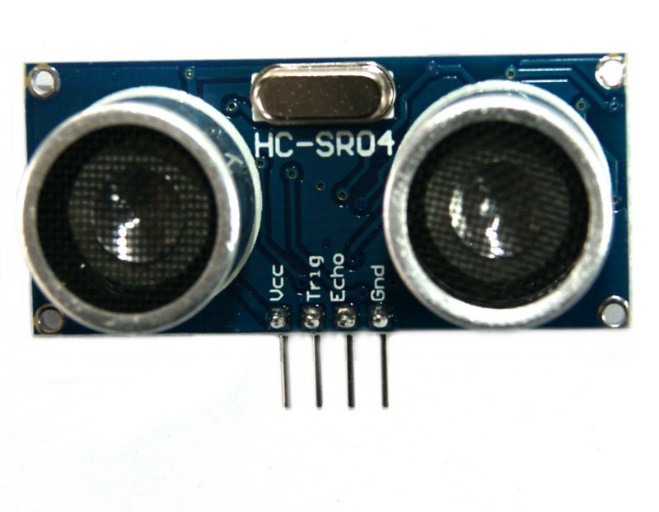 HC-SR04
Vcc
Trig
Echo
Gnd